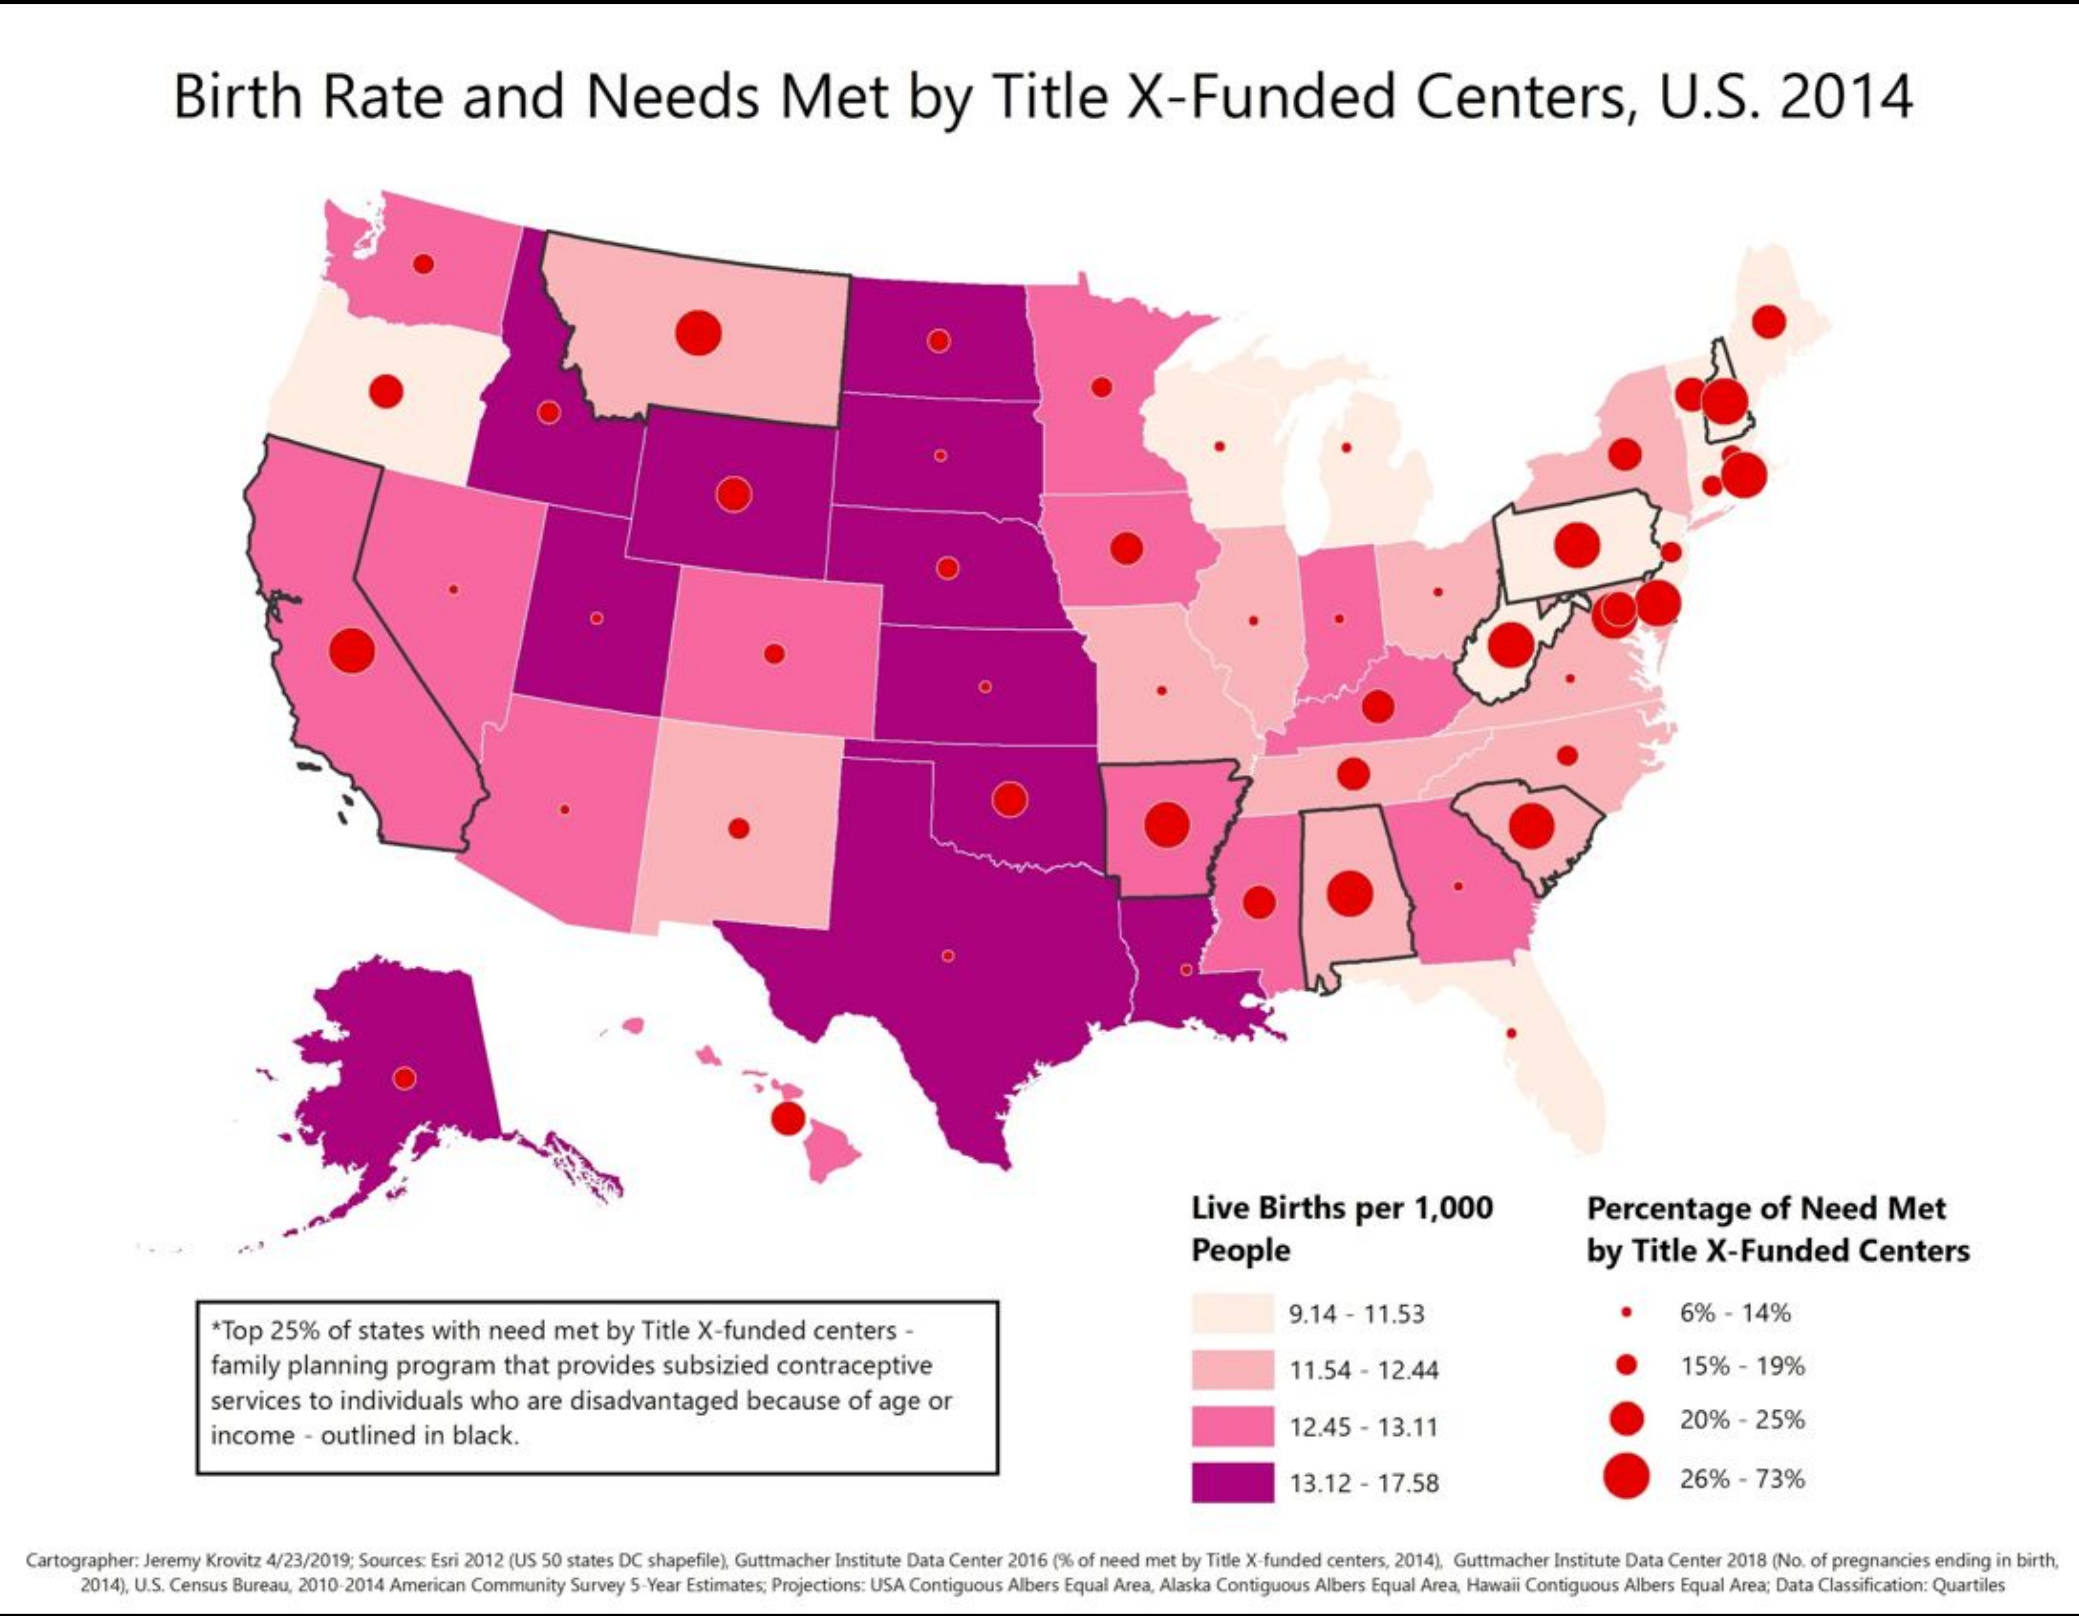 Birth Rate and Needs Met by Title X-Funded Centers, U.S. 2014
Live Births per 1,000
People
9.14 - 11.53
11.54 - 12.44
12.45 - 13.11
13.12 - 17.58
Percentage of Need Met
by Title X-Funded Centers
6% - 14%
15% - 19%
20% - 25%
26% - 73%
*Top 25% of states with need met by Title X-funded centers -
family planning program that provides subsizied contraceptive
services to individuals who are disadvantaged because of age or
income - outlined in black.
Cartographer: Jeremy Krovitz 4/23/2019; Sources: Esri 2012 (US 50 states DC shapefile), Guttmacher Institute Data Center 2016 (% of need met by Title X-funded centers, 2014), Guttmacher Institute Data Center 2018 (No. of pregnancies ending in birth,
2014), U.S. Census Bureau, 2010-2014 American Community Survey 5-Year Estimates; Projections: USA Contiguous Albers Equal Area, Alaska Contiguous Albers Equal Area, Hawaii Contiguous Albers Equal Area; Data Classification: Quartiles